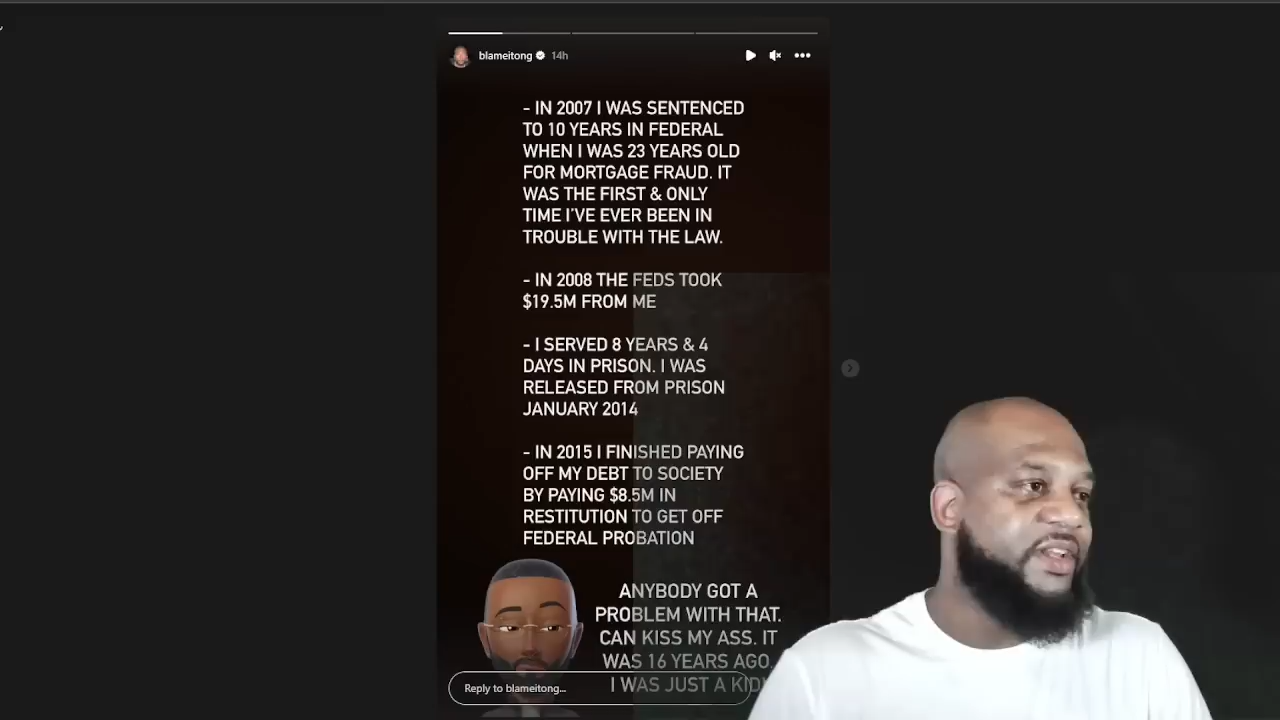 blameitong 14h
- IN 2007 I WAS SENTENCED
TO 10 YEARS IN FEDERAL
WHEN I WAS 23 YEARS OLD
FOR MORTGAGE FRAUD. IT
WAS THE FIRST & ONLY
TIME I'VE EVER BEEN IN
TROUBLE WITH THE LAW.
- IN 2008 THE FEDS TOOK
$19.5M FROM ME
- I SERVED 8 YEARS & 4
DAYS IN PRISON. I WAS
RELEASED FROM PRISON
JANUARY 2014
- IN 2015 I FINISHED PAYING
OFF MY DEBT TO SOCIETY
BY PAYING $8.5M IN
RESTITUTION TO GET OFF
FEDERAL PROBATION
ANYBODY GOT A
PROBLEM WITH THAT.
CAN KISS MY ASS. IT
WAS 16 YEARS AGO.
I WAS JUST A KID!
Reply to blameitong...